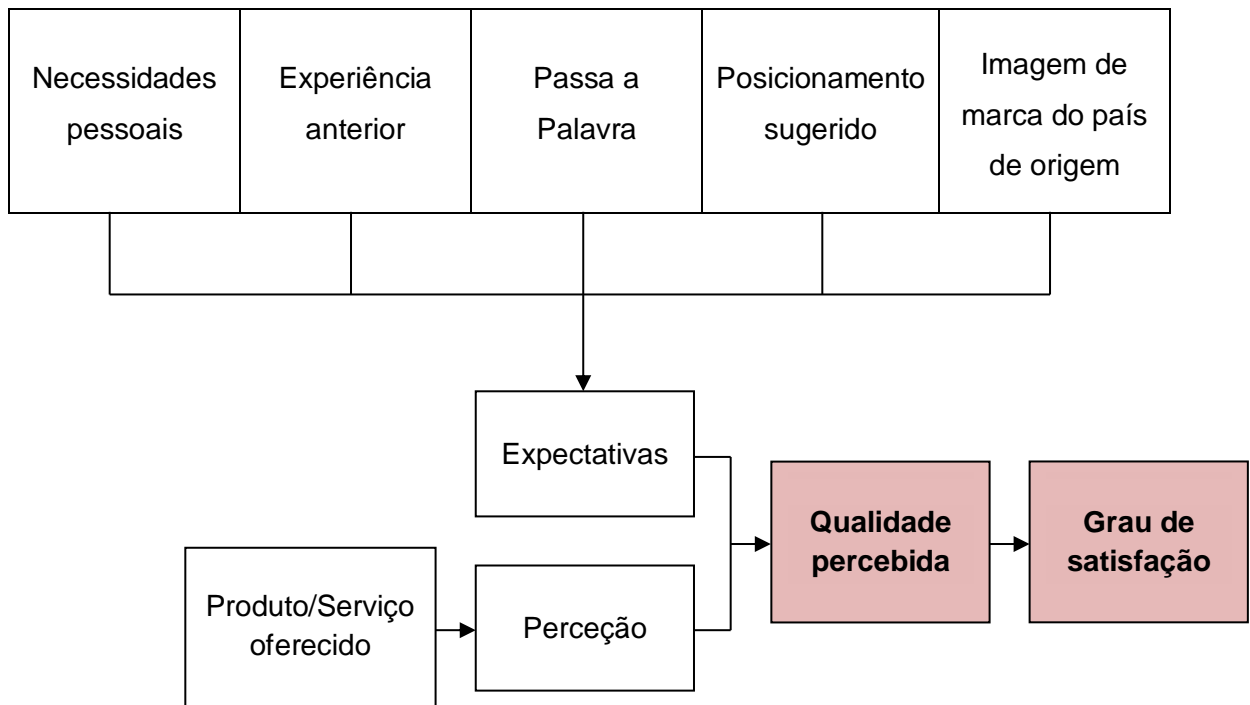 Necessidades
pessoais
Experiência
anterior
Passa a
Palavra
Posicionamento
sugerido
Imagem de
marca do país
de origem
Expectativas
Qualidade
percebida
Grau de
satisfação
Produto/Serviço
oferecido
Perceção